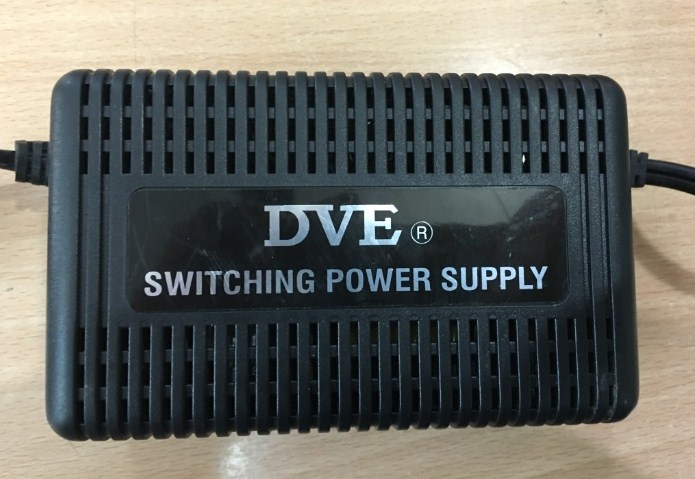 DVE ®
SWITCHING POWER SUPPLY